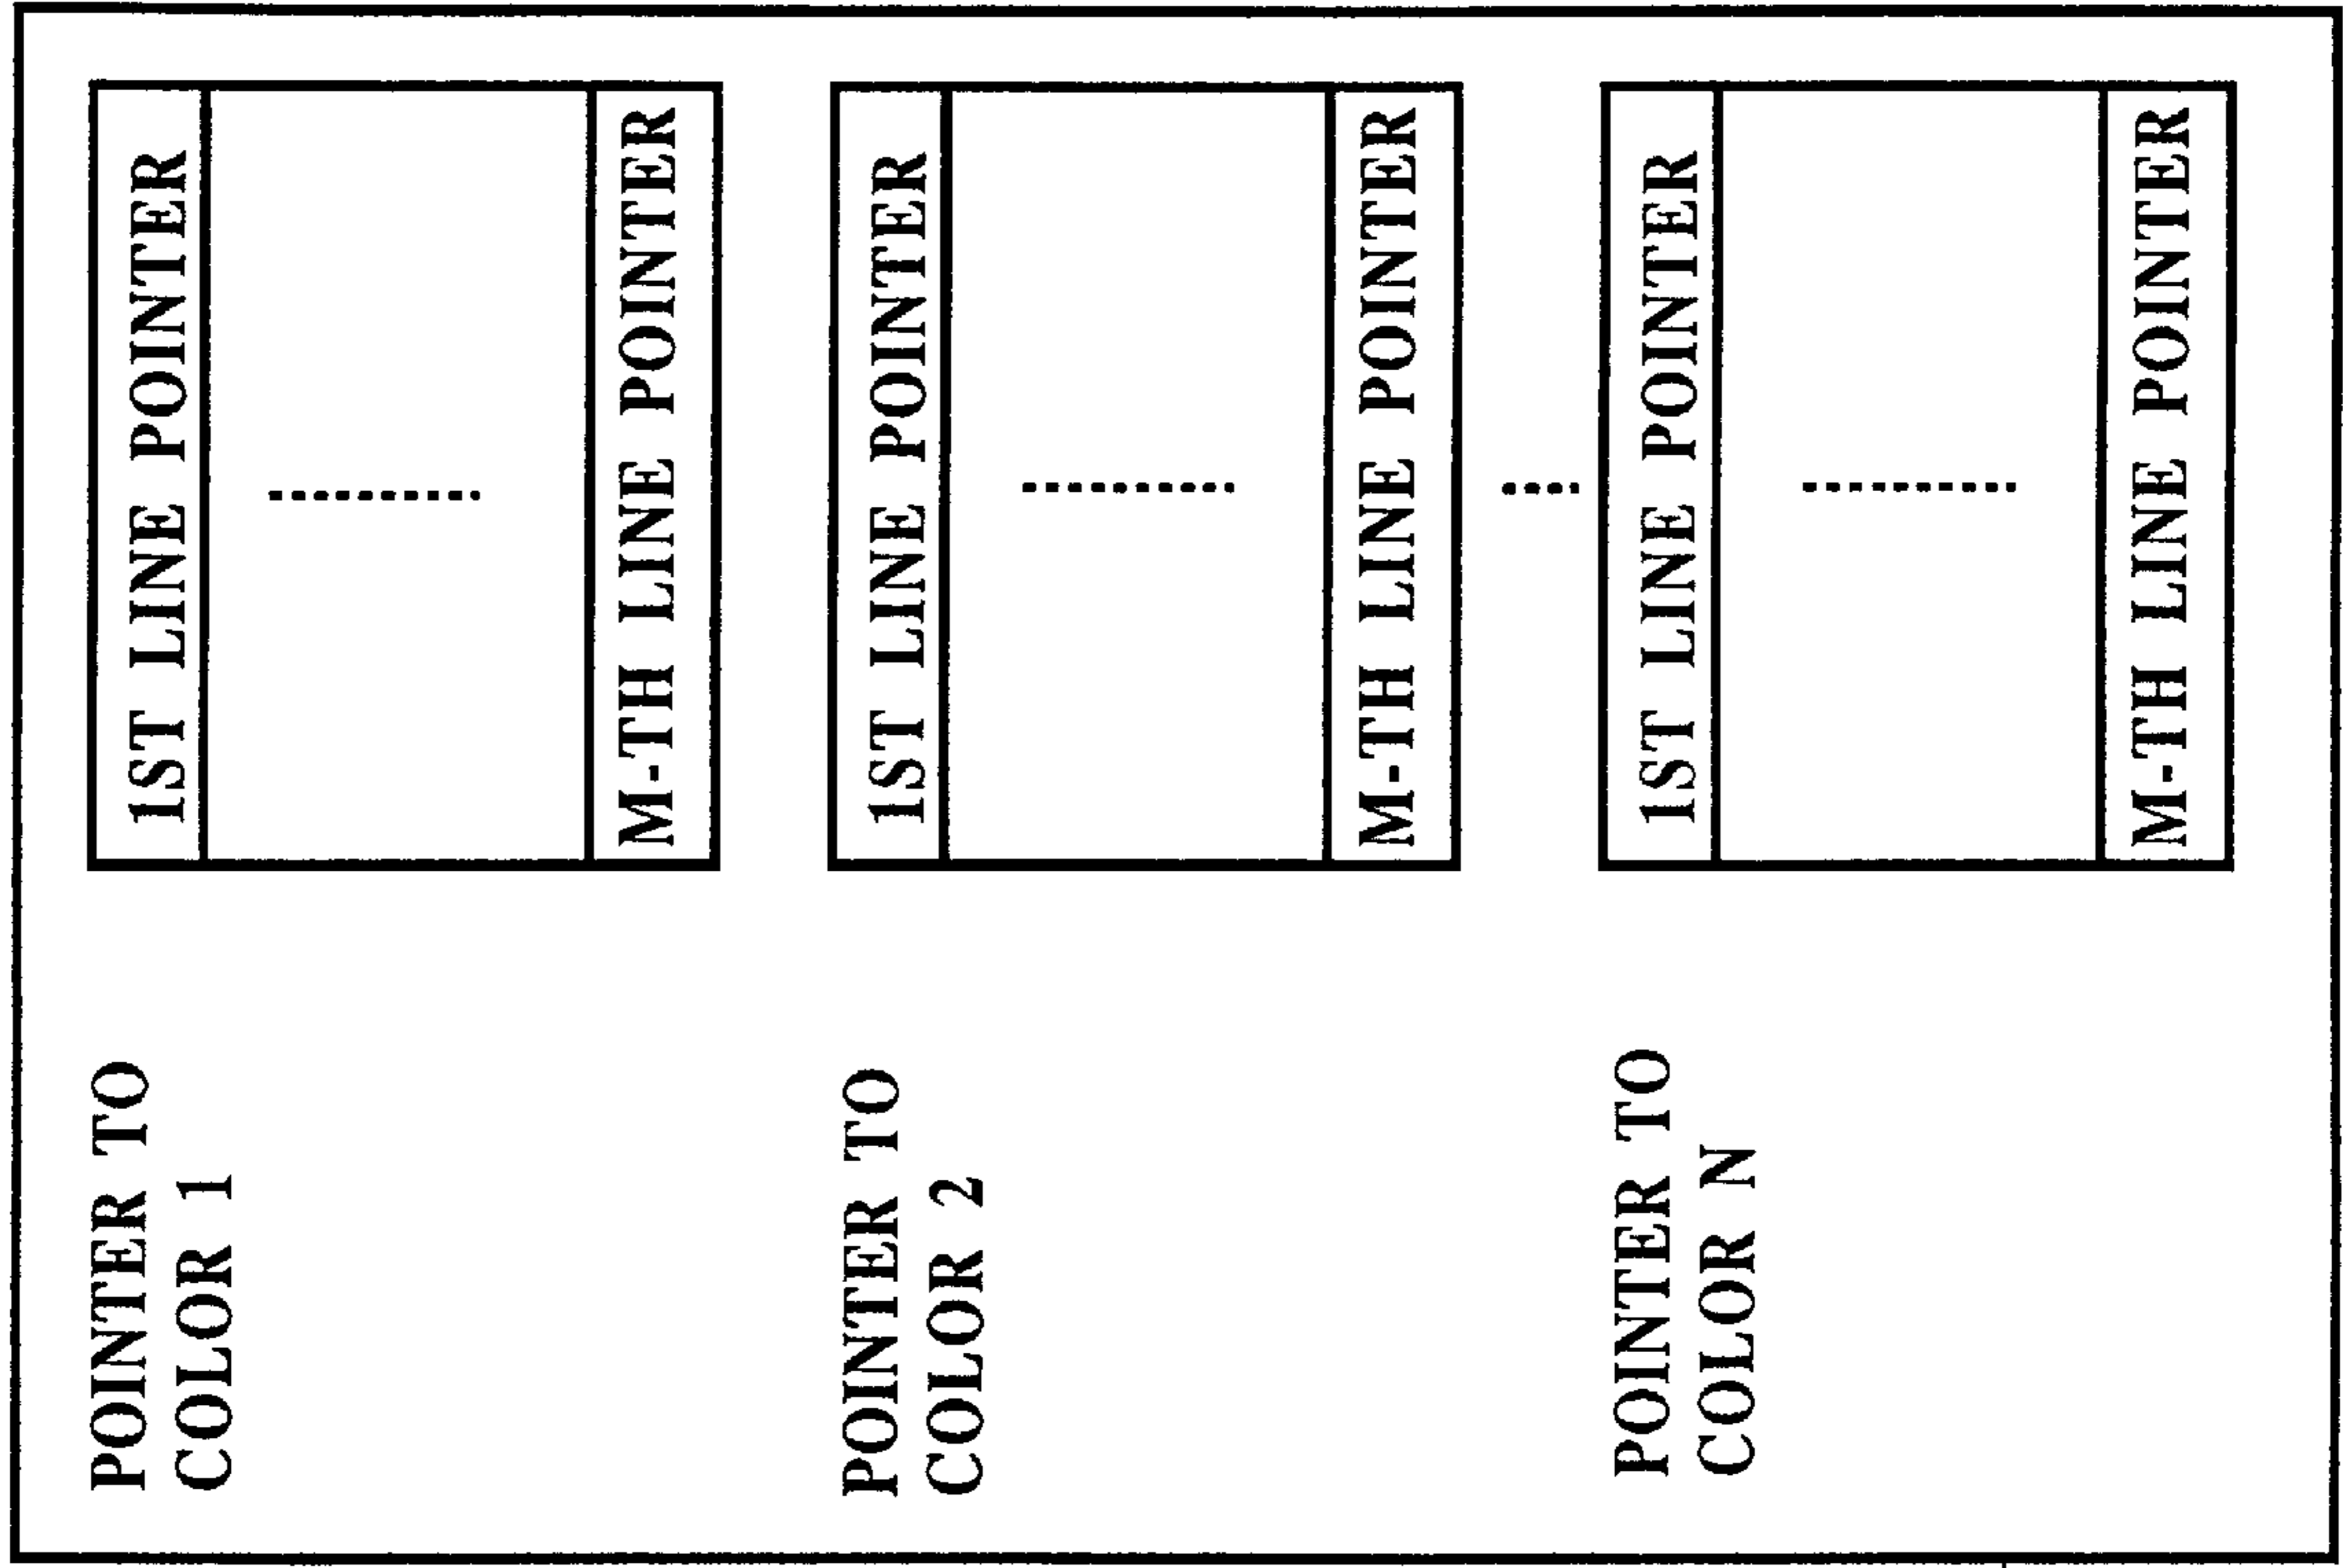 POINTER TO
COLOR 1
1ST LINE POINTER
M-TH LINE POINTER
POINTER TO
COLOR 2
1ST LINE POINTER
M-TH LINE POINTER
POINTER TO
COLOR N
1ST LINE POINTER
M-TH LINE POINTER